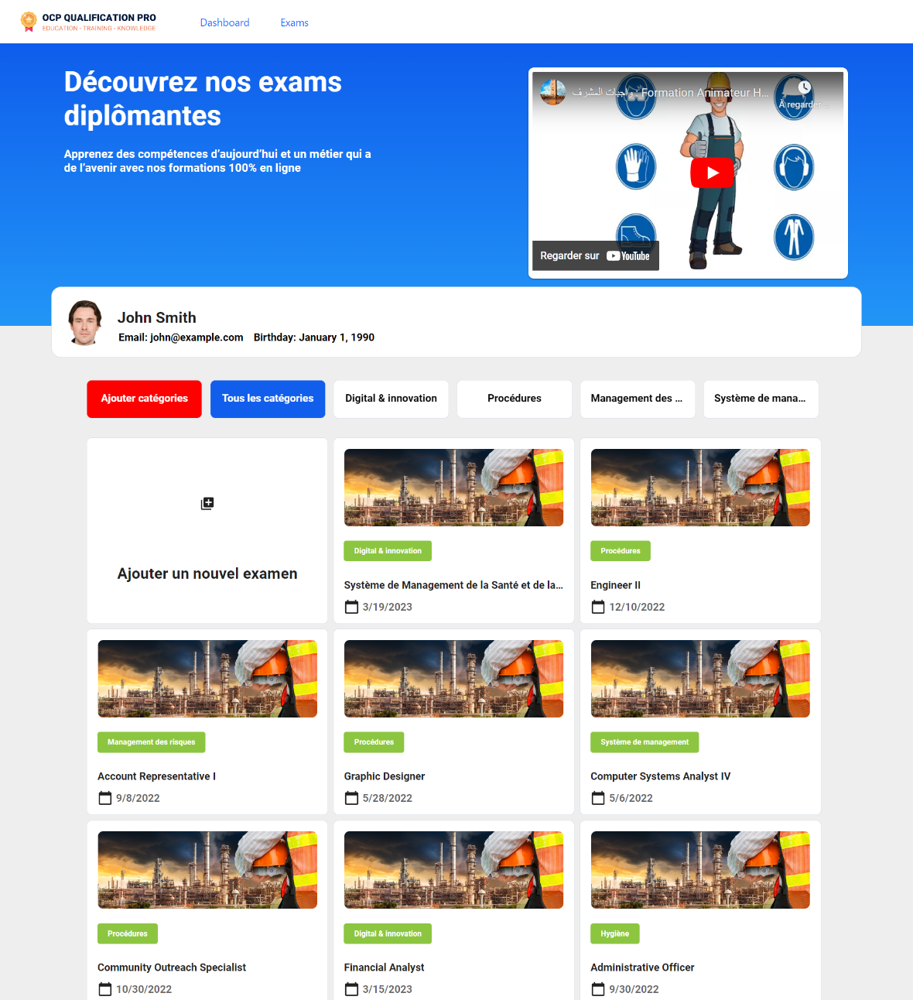 OCP QUALIFICATION PRO
EDUCATION - TRAINING - KNOWLEDGE
Dashboard
Exams
Découvrez nos exams
diplômantes
Apprenez des compétences d'aujourd'hui et un métier qui a
de l'avenir avec nos formations 100% en ligne
واجبات المشرف : Formation Animateur H...
À regarder ...
Regarder sur YouTube
John Smith
Email: john@example.com Birthday: January 1, 1990
Ajouter catégories
Tous les catégories
Digital & innovation
Procédures
Management des ...
Système de mana...
Ajouter un nouvel examen
Digital & innovation
Système de Management de la Santé et de la...
3/19/2023
Procédures
Engineer II
12/10/2022
Management des risques
Account Representative I
9/8/2022
Procédures
Graphic Designer
5/28/2022
Système de management
Computer Systems Analyst IV
5/6/2022
Procédures
Community Outreach Specialist
10/30/2022
Digital & innovation
Financial Analyst
3/15/2023
Hygiène
Administrative Officer
9/30/2022